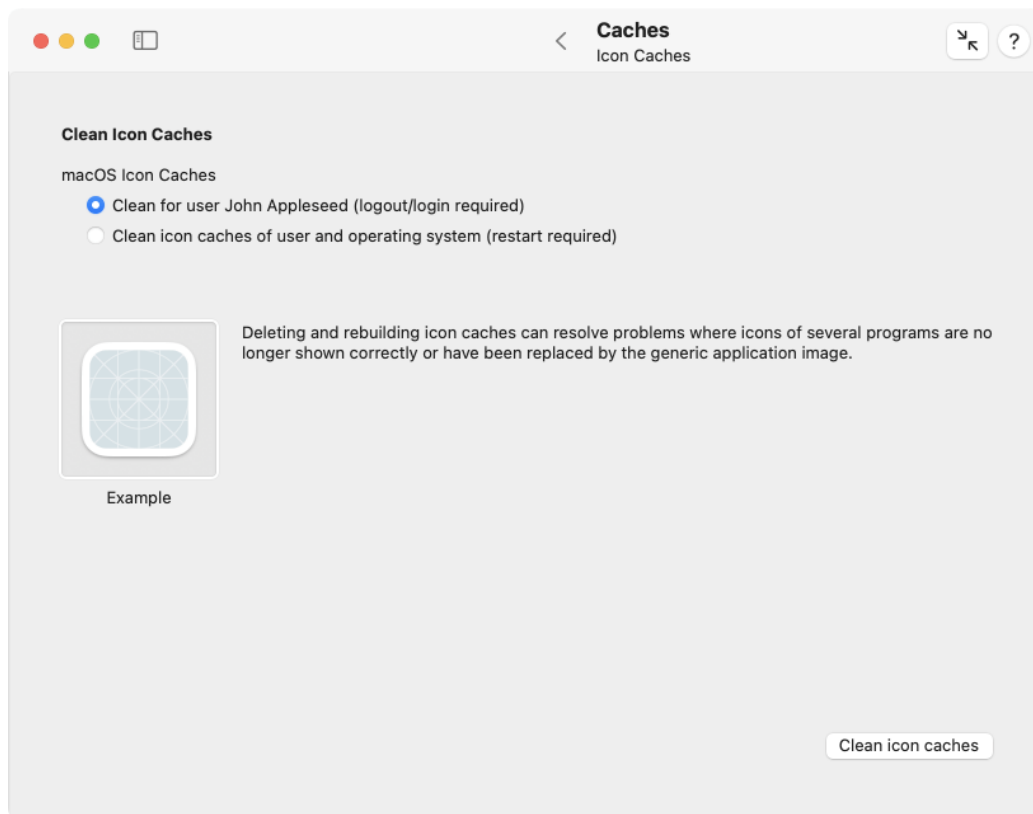 Caches
Icon Caches
?
Clean Icon Caches
macOS Icon Caches
Clean for user John Appleseed (logout/login required)
Clean icon caches of user and operating system (restart required)
Deleting and rebuilding icon caches can resolve problems where icons of several programs are no
longer shown correctly or have been replaced by the generic application image.
Example
Clean icon caches